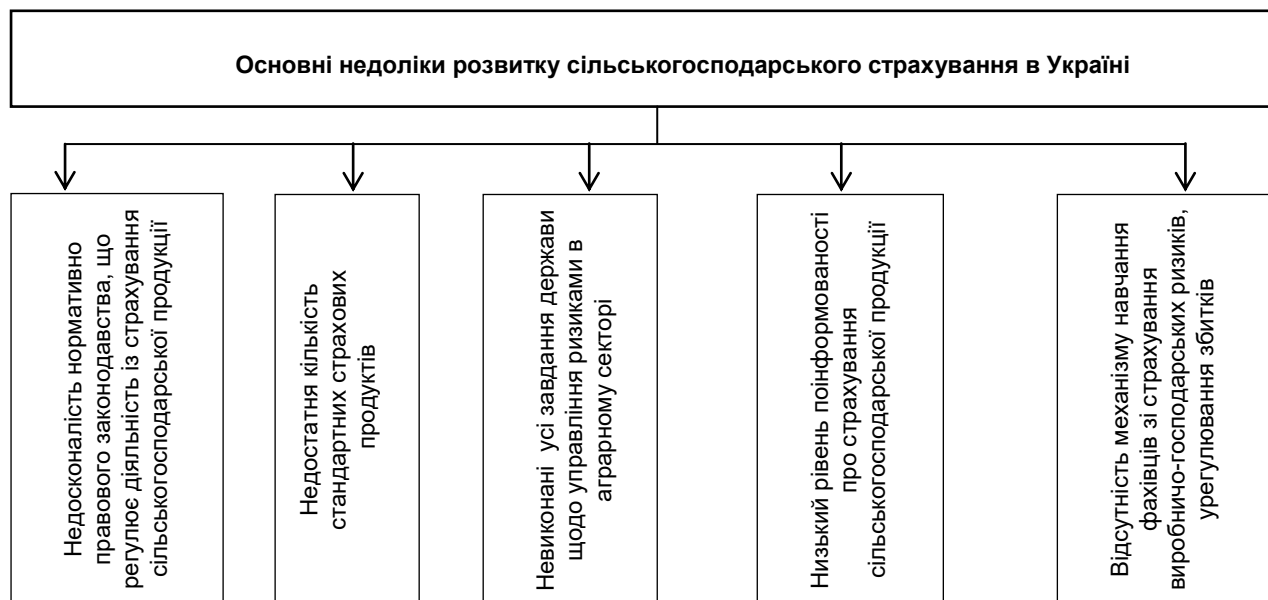 Основні недоліки розвитку сільськогосподарського страхування в Україні
Недосконалість нормативно
правового законодавства, що
регулює діяльність із страхування
сільськогосподарської продукції
Недостатня кількість
стандартних страхових
продуктів
Невиконані усі завдання держави
щодо управління ризиками в
аграрному секторі
Низький рівень поінформованості
про страхування
сільськогосподарської продукції
Відсутність механізму навчання
фахівців зі страхування
виробничо-господарських ризиків,
урегулювання збитків